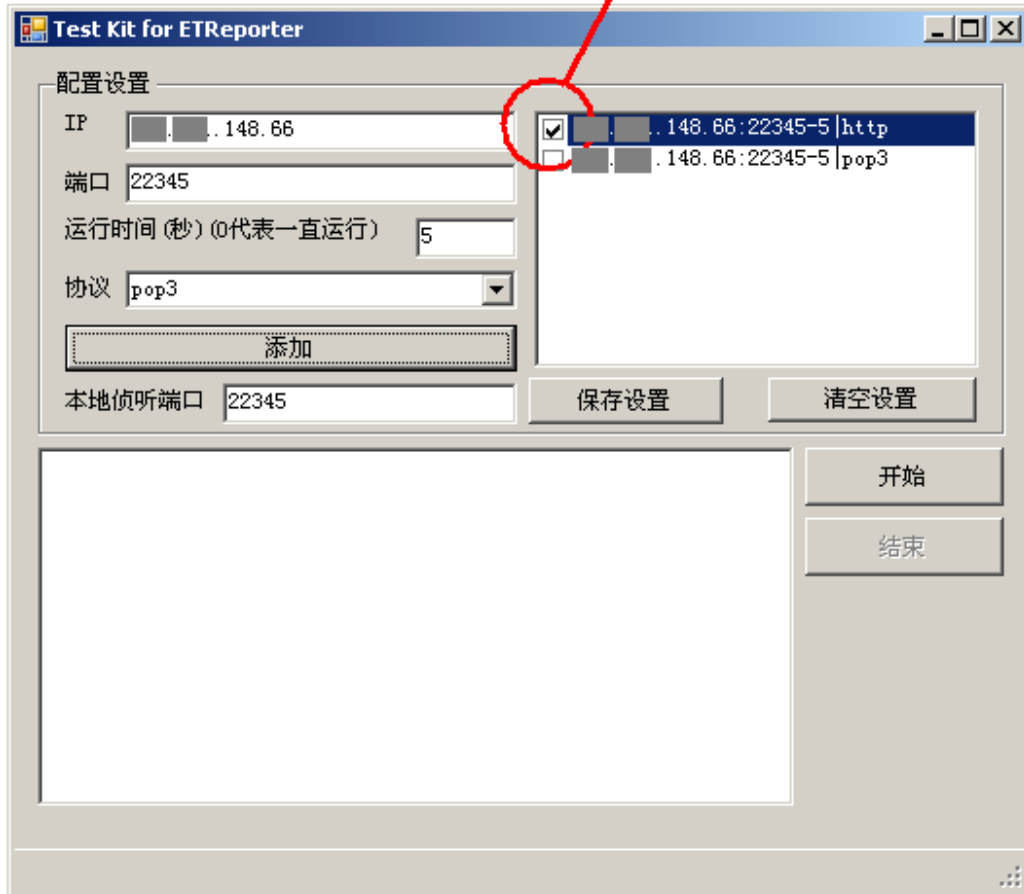 Test Kit for ETReporter
配置设置
IP
. . .148.66
端口
22345
运行时间(秒)(0代表一直运行)
5
协议
pop3
添加
本地侦听端口
22345
. . .148.66:22345-5|http
. .148.66:22345-5|pop3
保存设置
清空设置
开始
结束